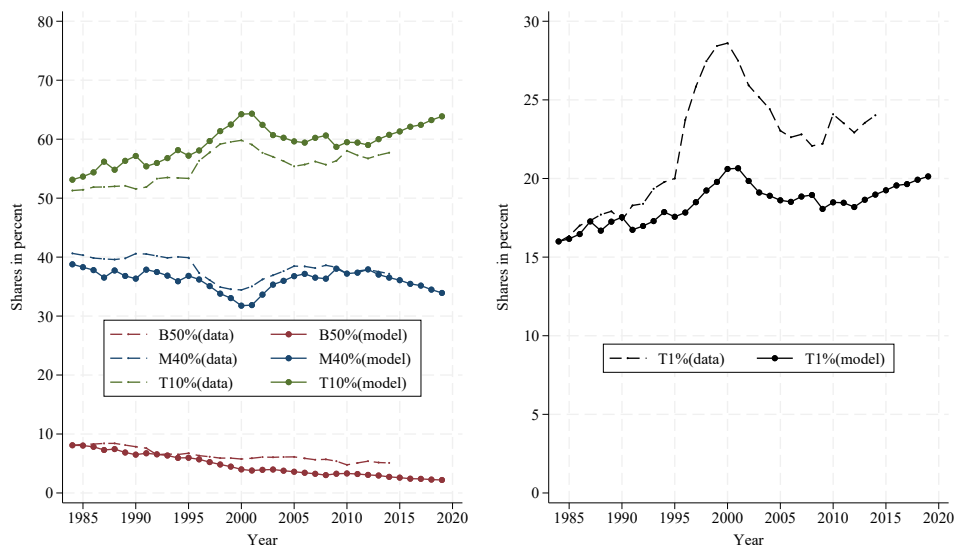 80
70
60
50
40
30
20
10
0
Shares in percent
B50%(data) B50%(model)
M40%(data) M40%(model)
T10%(data) T10%(model)
1985 1990 1995 2000 2005 2010 2015 2020
Year
30
25
20
15
10
5
0
Shares in percent
T1%(data) T1%(model)
1985 1990 1995 2000 2005 2010 2015 2020
Year